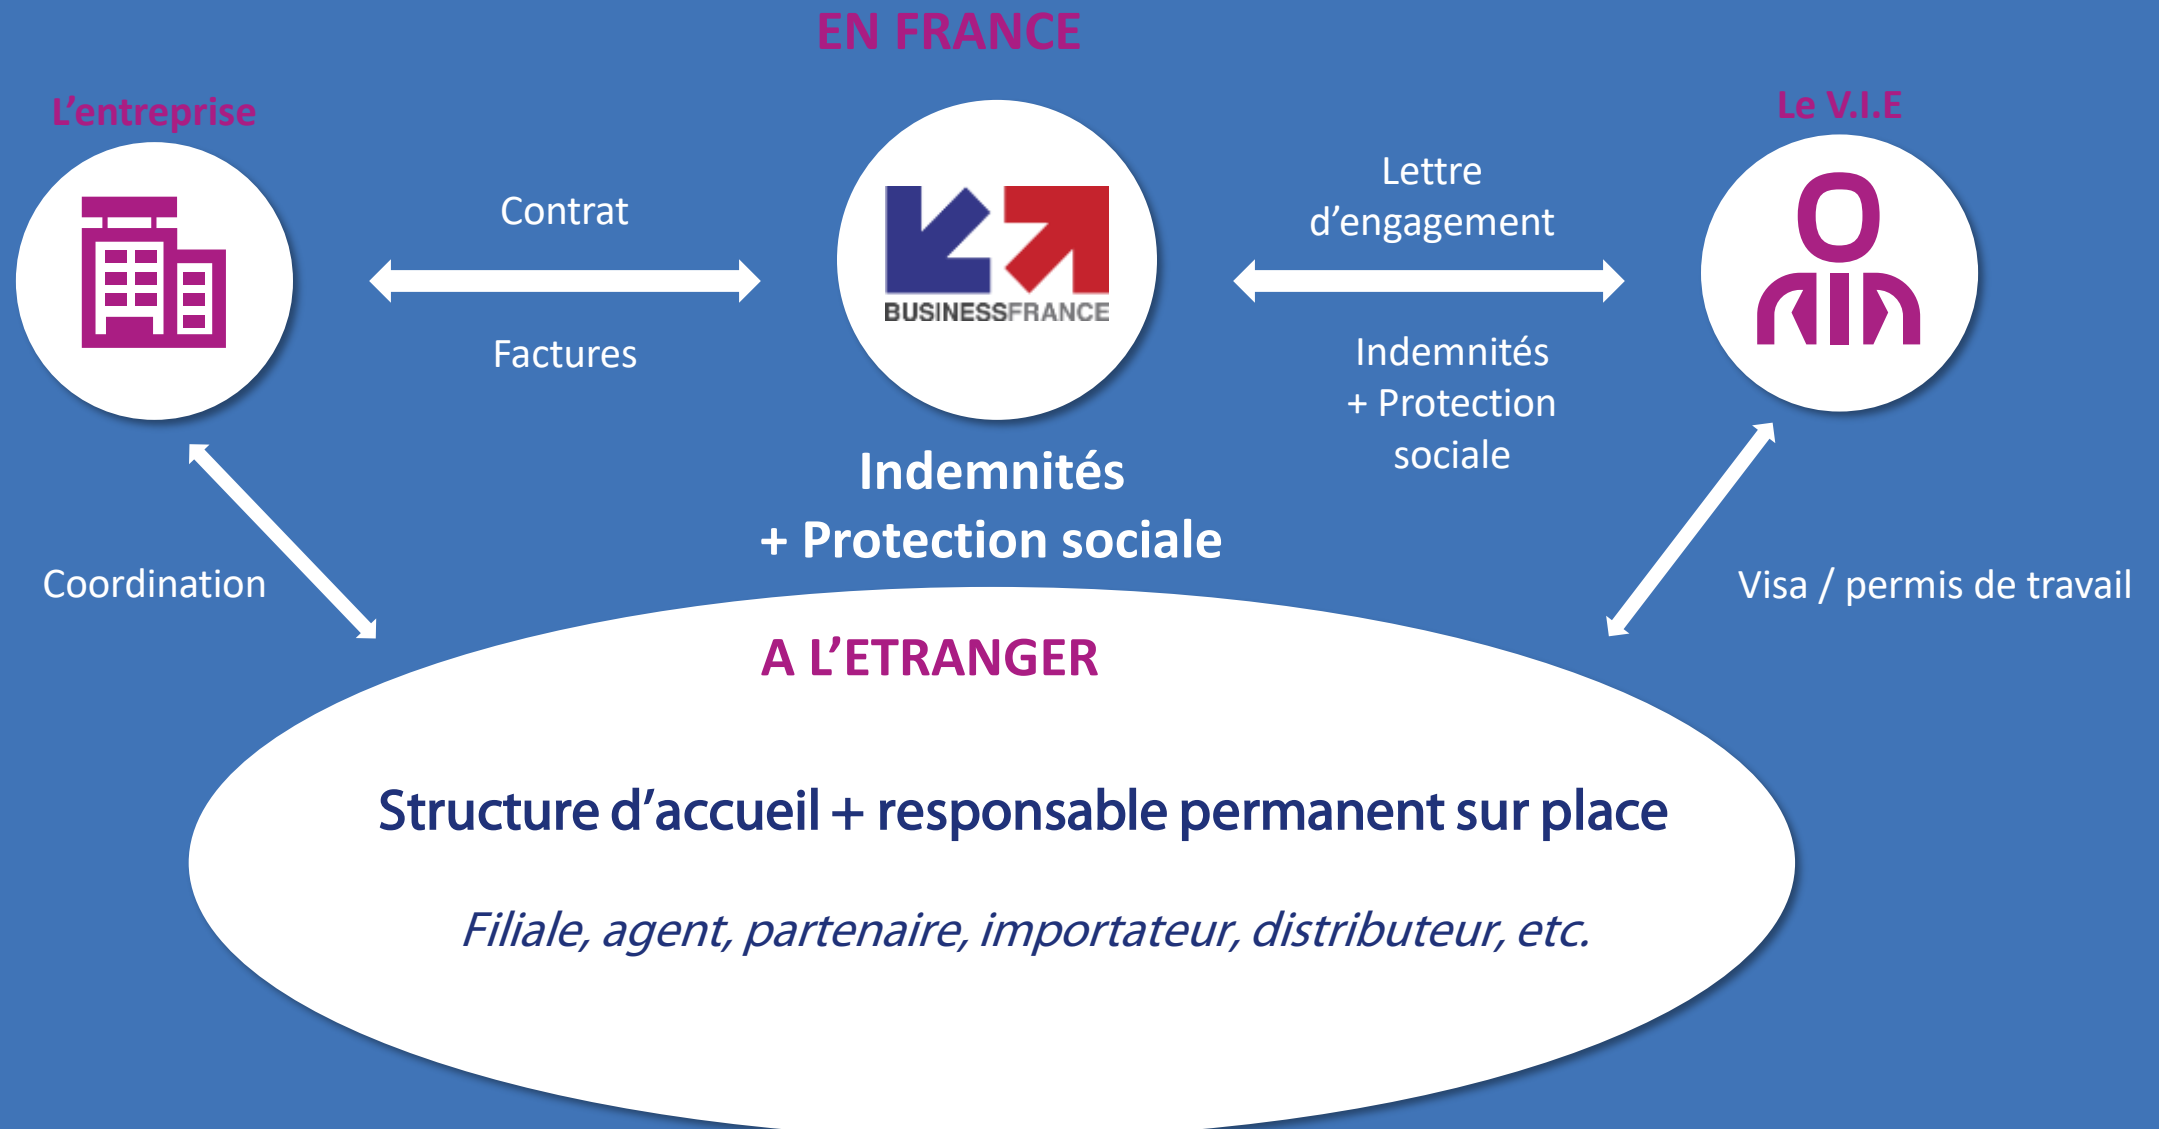 EN FRANCE
L’entreprise
Le V.I.E
Contrat
Factures
BUSINESSFRANCE
Lettre
d’engagement
Indemnités
+ Protection
sociale
Indemnités
+ Protection sociale
Coordination
Visa / permis de travail
A L’ETRANGER
Structure d’accueil + responsable permanent sur place
Filiale, agent, partenaire, importateur, distributeur, etc.